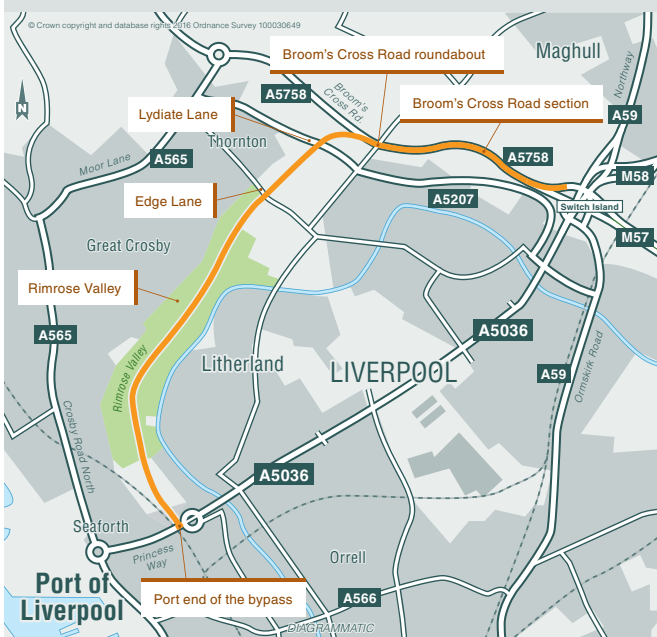 © Crown copyright and database rights 2016 Ordnance Survey 100030649
Broom's Cross Road roundabout
Maghull
Northway
N
A5758
Broom's
Cross Rd.
Broom's Cross Road section
A59
Lydiate Lane
Thornton
Moor Lane
A565
A5758
M58
Edge Lane
A5207
Switch Island
M57
Great Crosby
Rimrose Valley
A565
A5036
Rimrose Valley
Litherland
LIVERPOOL
A59
Ormskirk Road
Crosby Road North
A5036
Seaforth
Princess
Way
Orrell
Port of
Liverpool
Port end of the bypass
A566
DIAGRAMMATIC